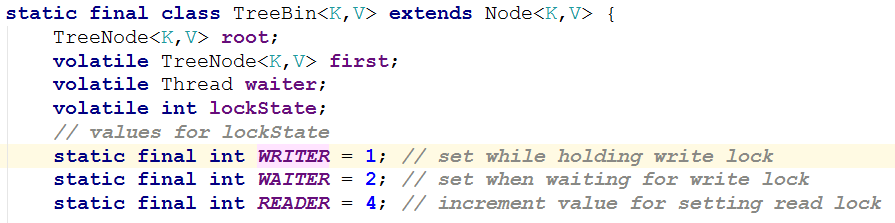 static final class TreeBin<K,V> extends Node<K,V> {
    TreeNode<K,V> root;
    volatile TreeNode<K,V> first;
    volatile Thread waiter;
    volatile int lockState;
    // values for lockState
    static final int WRITER = 1; // set while holding write lock
    static final int WAITER = 2; // set when waiting for write lock
    static final int READER = 4; // increment value for setting read lock